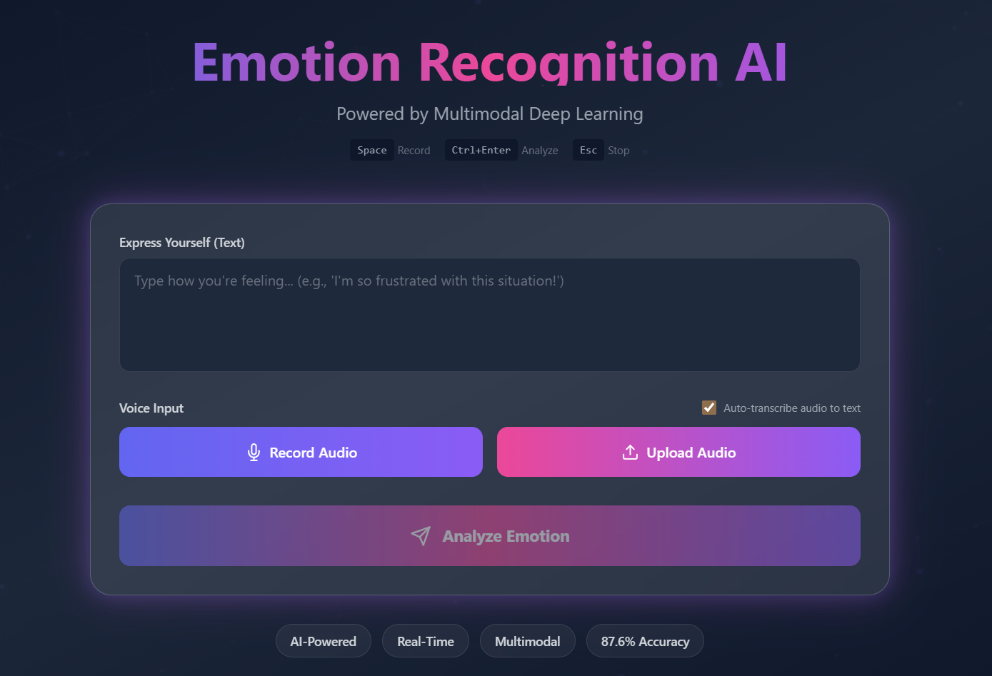 Emotion Recognition AI
Powered by Multimodal Deep Learning
Space Record Ctrl+Enter Analyze Esc Stop
Express Yourself (Text)
Type how you're feeling... (e.g., 'I'm so frustrated with this situation!')
Voice Input Auto-transcribe audio to text
Record Audio Upload Audio
Analyze Emotion
AI-Powered Real-Time Multimodal 87.6% Accuracy